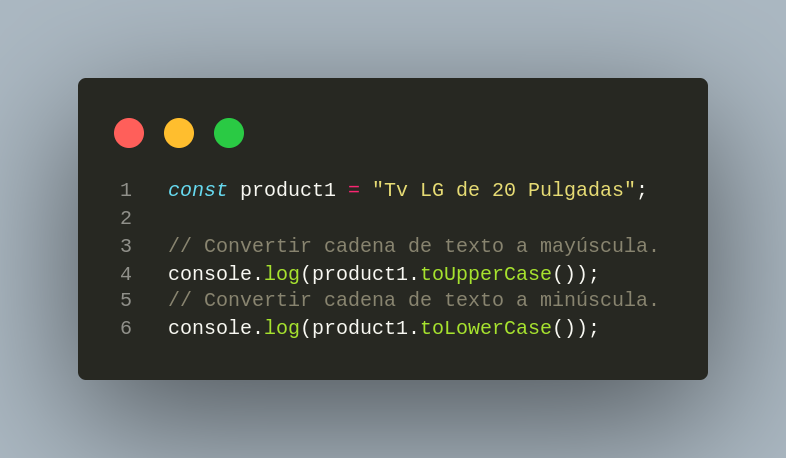 1 const product1 = "Tv LG de 20 Pulgadas";
2
3 // Convertir cadena de texto a mayúscula.
4 console.log(product1.toUpperCase());
5 // Convertir cadena de texto a minúscula.
6 console.log(product1.toLowerCase());